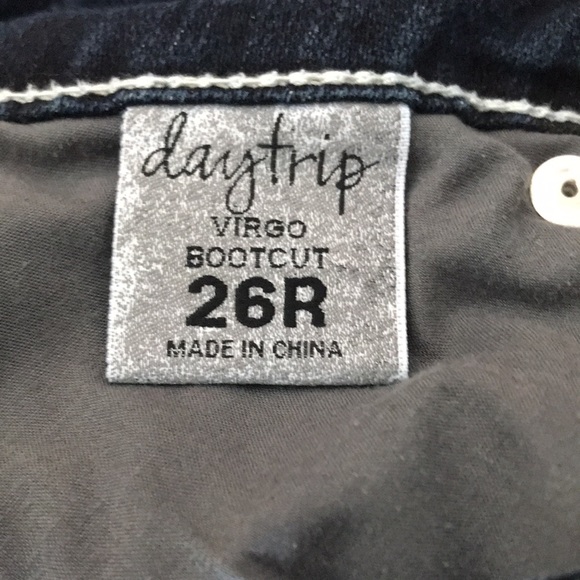 daytrip
VIRGO
BOOTCUT
26R
MADE IN CHINA